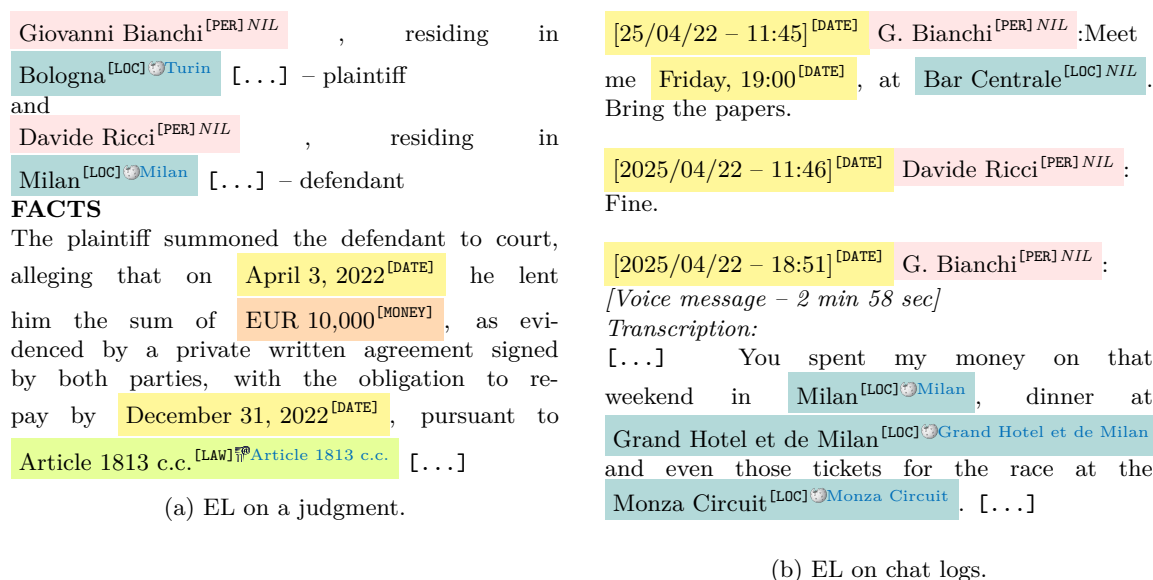 Giovanni Bianchi[PER] NIL , residing in
Bologna[LOC] Turin [...] – plaintiff
and
Davide Ricci[PER] NIL , residing in
Milan[LOC] Milan [...] – defendant
FACTS
The plaintiff summoned the defendant to court,
alleging that on April 3, 2022[DATE] he lent
him the sum of EUR 10,000[MONEY] , as evi-
denced by a private written agreement signed
by both parties, with the obligation to re-
pay by December 31, 2022[DATE] , pursuant to
Article 1813 c.c.[LAW] Article 1813 c.c. [...]
(a) EL on a judgment.
[25/04/22 – 11:45][DATE] G. Bianchi[PER] NIL :Meet
me Friday, 19:00[DATE] , at Bar Centrale[LOC] NIL .
Bring the papers.
[2025/04/22 – 11:46][DATE] Davide Ricci[PER] NIL :
Fine.
[2025/04/22 – 18:51][DATE] G. Bianchi[PER] NIL :
[Voice message – 2 min 58 sec]
Transcription:
[...] You spent my money on that
weekend in Milan[LOC] Milan , dinner at
Grand Hotel et de Milan[LOC] Grand Hotel et de Milan
and even those tickets for the race at the
Monza Circuit[LOC] Monza Circuit . [...]
(b) EL on chat logs.